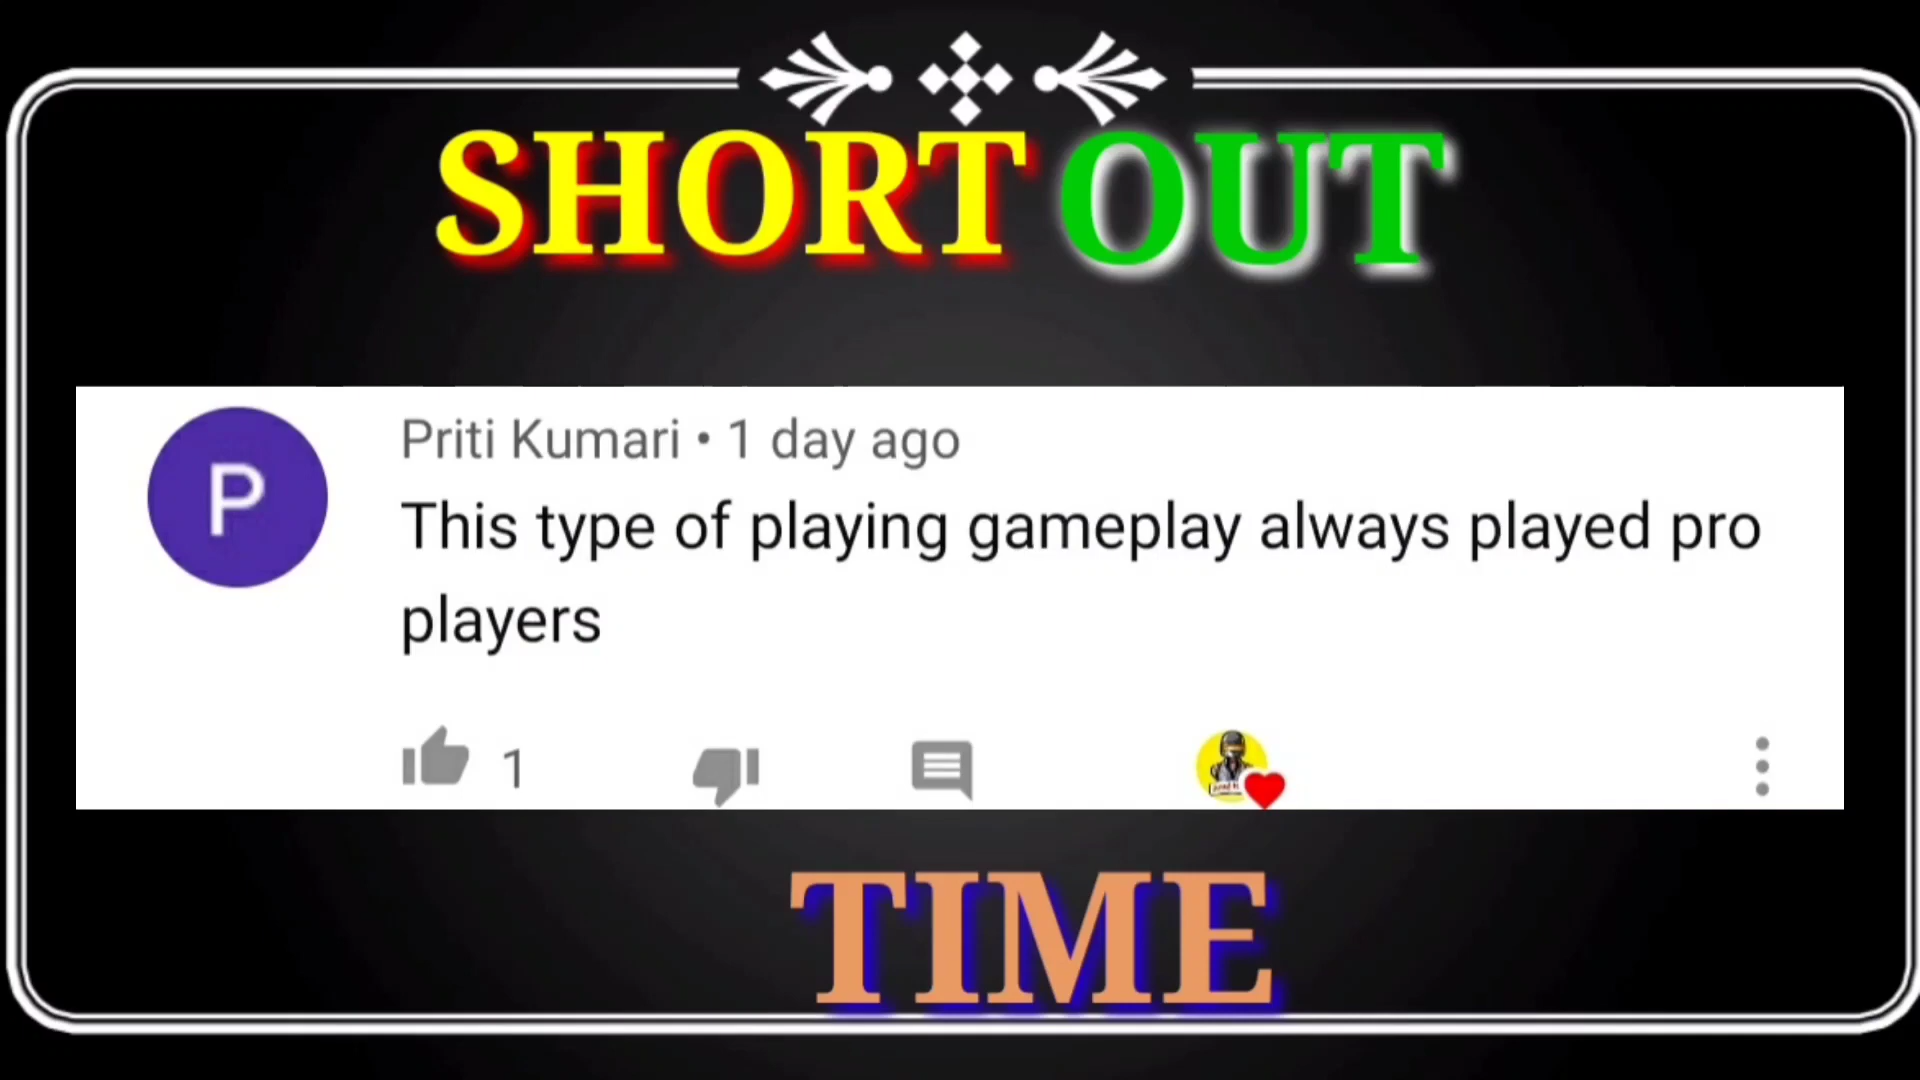 SHORT OUT
P
Priti Kumari • 1 day ago
This type of playing gameplay always played pro
players
1
TIME